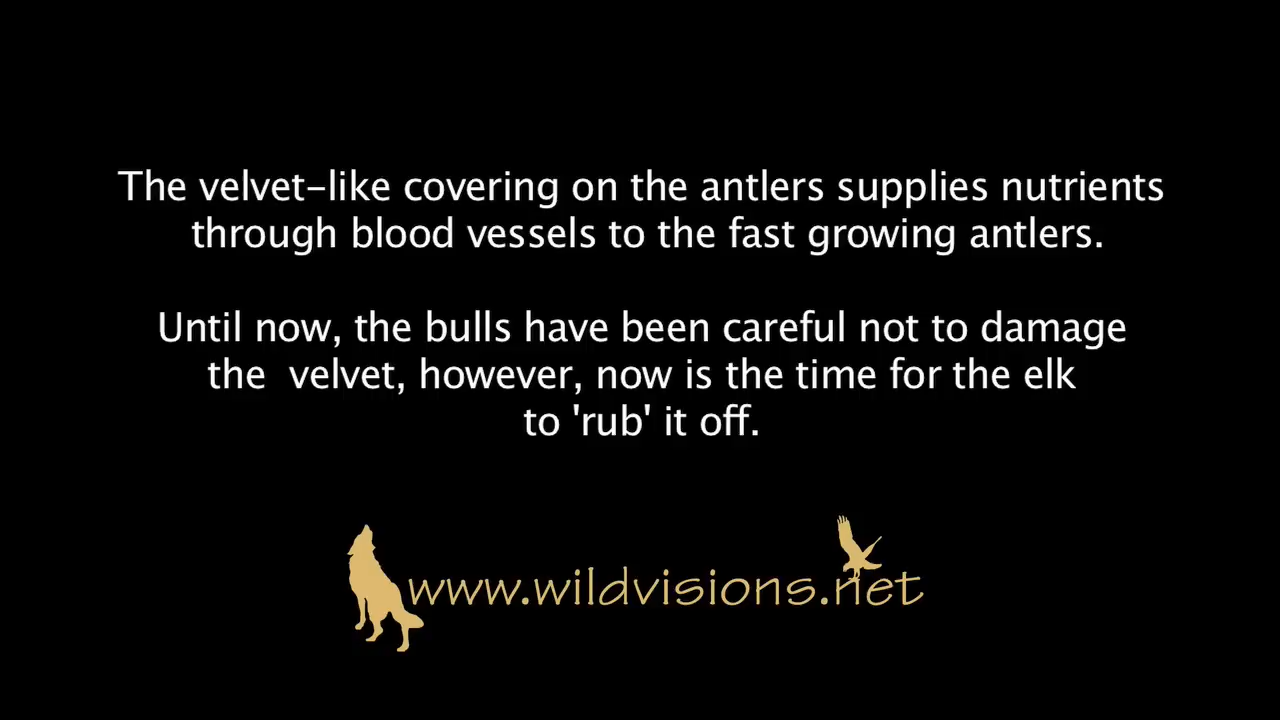 The velvet-like covering on the antlers supplies nutrients
through blood vessels to the fast growing antlers.
Until now, the bulls have been careful not to damage
the  velvet, however, now is the time for the elk
to 'rub' it off.
www.wildvisions.net